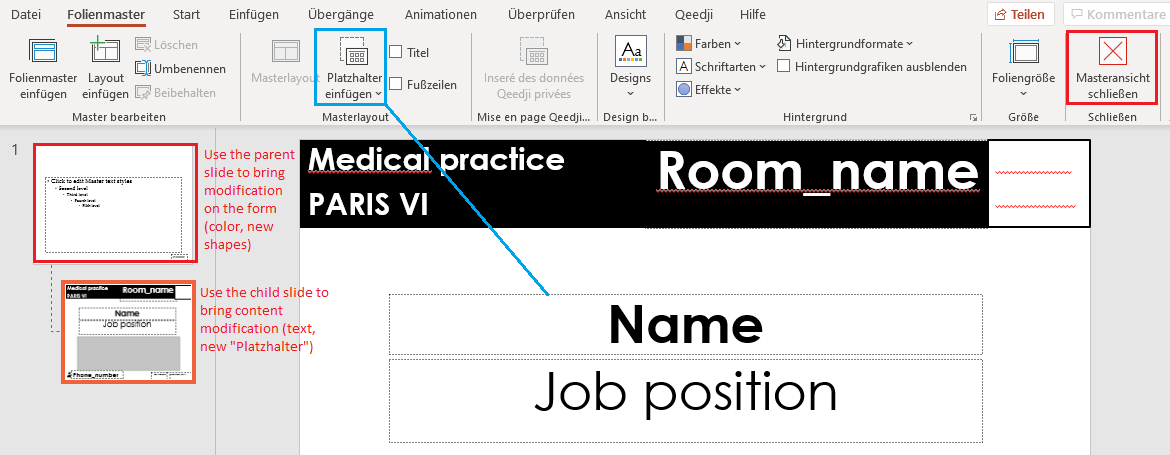 Datei Folienmaster Start Einfügen Übergänge Animationen Überprüfen Ansicht Qeedji Hilfe Teilen Kommentare
Folienmaster einfügen
Layout einfügen
Löschen
Umbenennen
Beibehalten
Master bearbeiten
Masterlayout
Platzhalter einfügen
Titel
Fußzeilen
Masterlayout
Inseré des données Qeedji privées
Mise en page Qeedji...
Designs
Design b...
Farben
Schriftarten
Effekte
Hintergrundformate
Hintergrundgrafiken ausblenden
Hintergrund
Foliengröße
Größe
Masteransicht schließen
Schließen
1
Click to edit Master text styles
Second level
Third level
Fourth level
Fifth level
Use the parent
slide to bring
modification
on the form
(color, new
shapes)
Medical practice
PARIS VI
Room_name
Name
Job position
Phone_number
Use the child slide to
bring content
modification (text,
new "Platzhalter")
Medical practice
PARIS VI
Room_name
Name
Job position